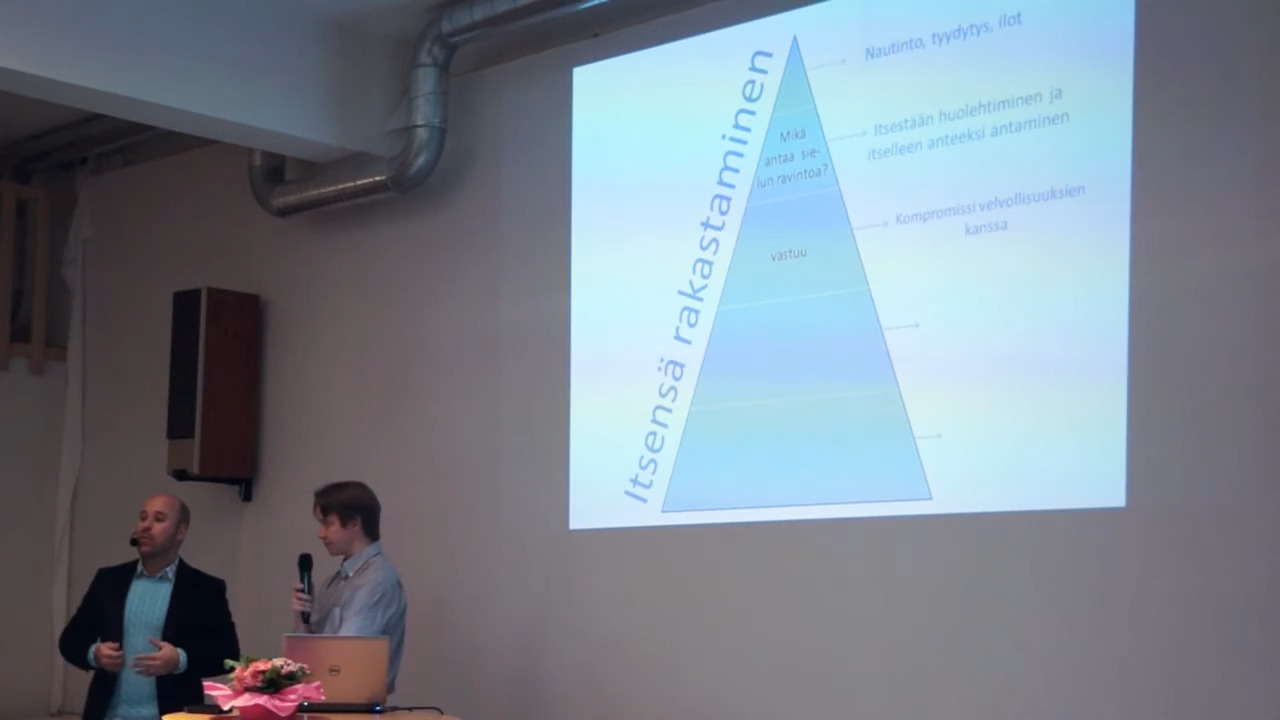 Itsensä rakastaminen
Nautinto, tyydytys, ilot
Mikä
antaa sie-
lun ravintoa?
Itsestään huolehtiminen ja
itselleen anteeksi antaminen
vastuu
Kompromissi velvollisuuksien
kanssa
DELL